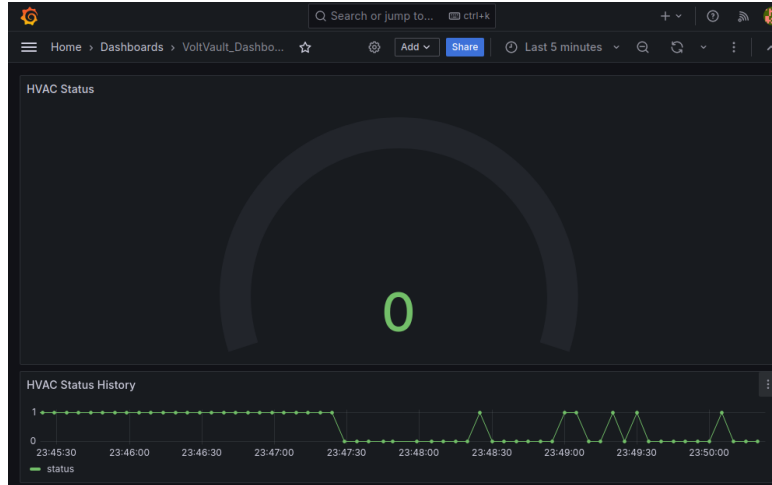 Search or jump to... ctrl+k
Home › Dashboards › VoltVault_Dashbo... Add Share Last 5 minutes
HVAC Status
0
HVAC Status History
1
0
23:45:30 23:46:00 23:46:30 23:47:00 23:47:30 23:48:00 23:48:30 23:49:00 23:49:30 23:50:00
status